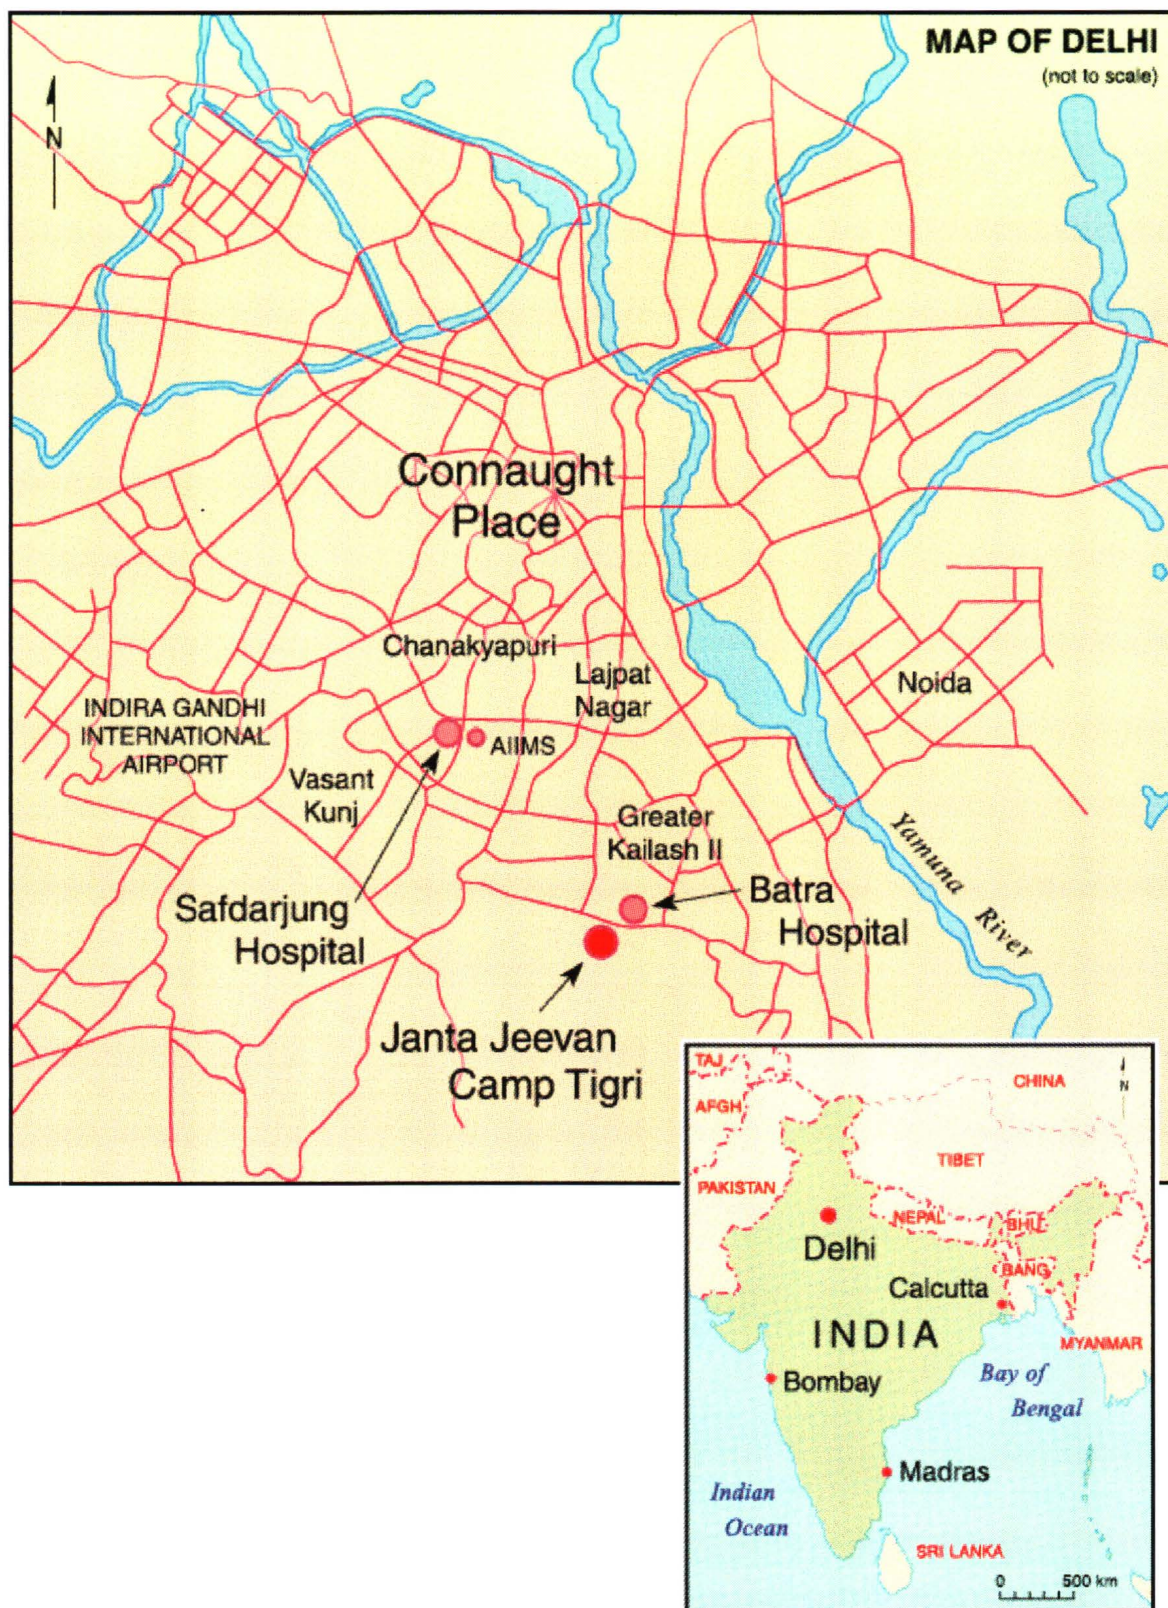 MAP OF DELHI
(not to scale)
N
Connaught
Place
Chanakyapuri
Lajpat
Nagar
Noida
INDIRA GANDHI
INTERNATIONAL
AIRPORT
AIIMS
Vasant
Kunj
Greater
Kailash II
Yamuna River
Safdarjung
Hospital
Batra
Hospital
Janta Jeevan
Camp Tigri
TAJ
CHINA
N
AFGH
TIBET
PAKISTAN
NEPAL
BHU
Delhi
BANG
Calcutta
INDIA
MYANMAR
Bay of
Bengal
Bombay
Madras
Indian
Ocean
SRI LANKA
0 500 km